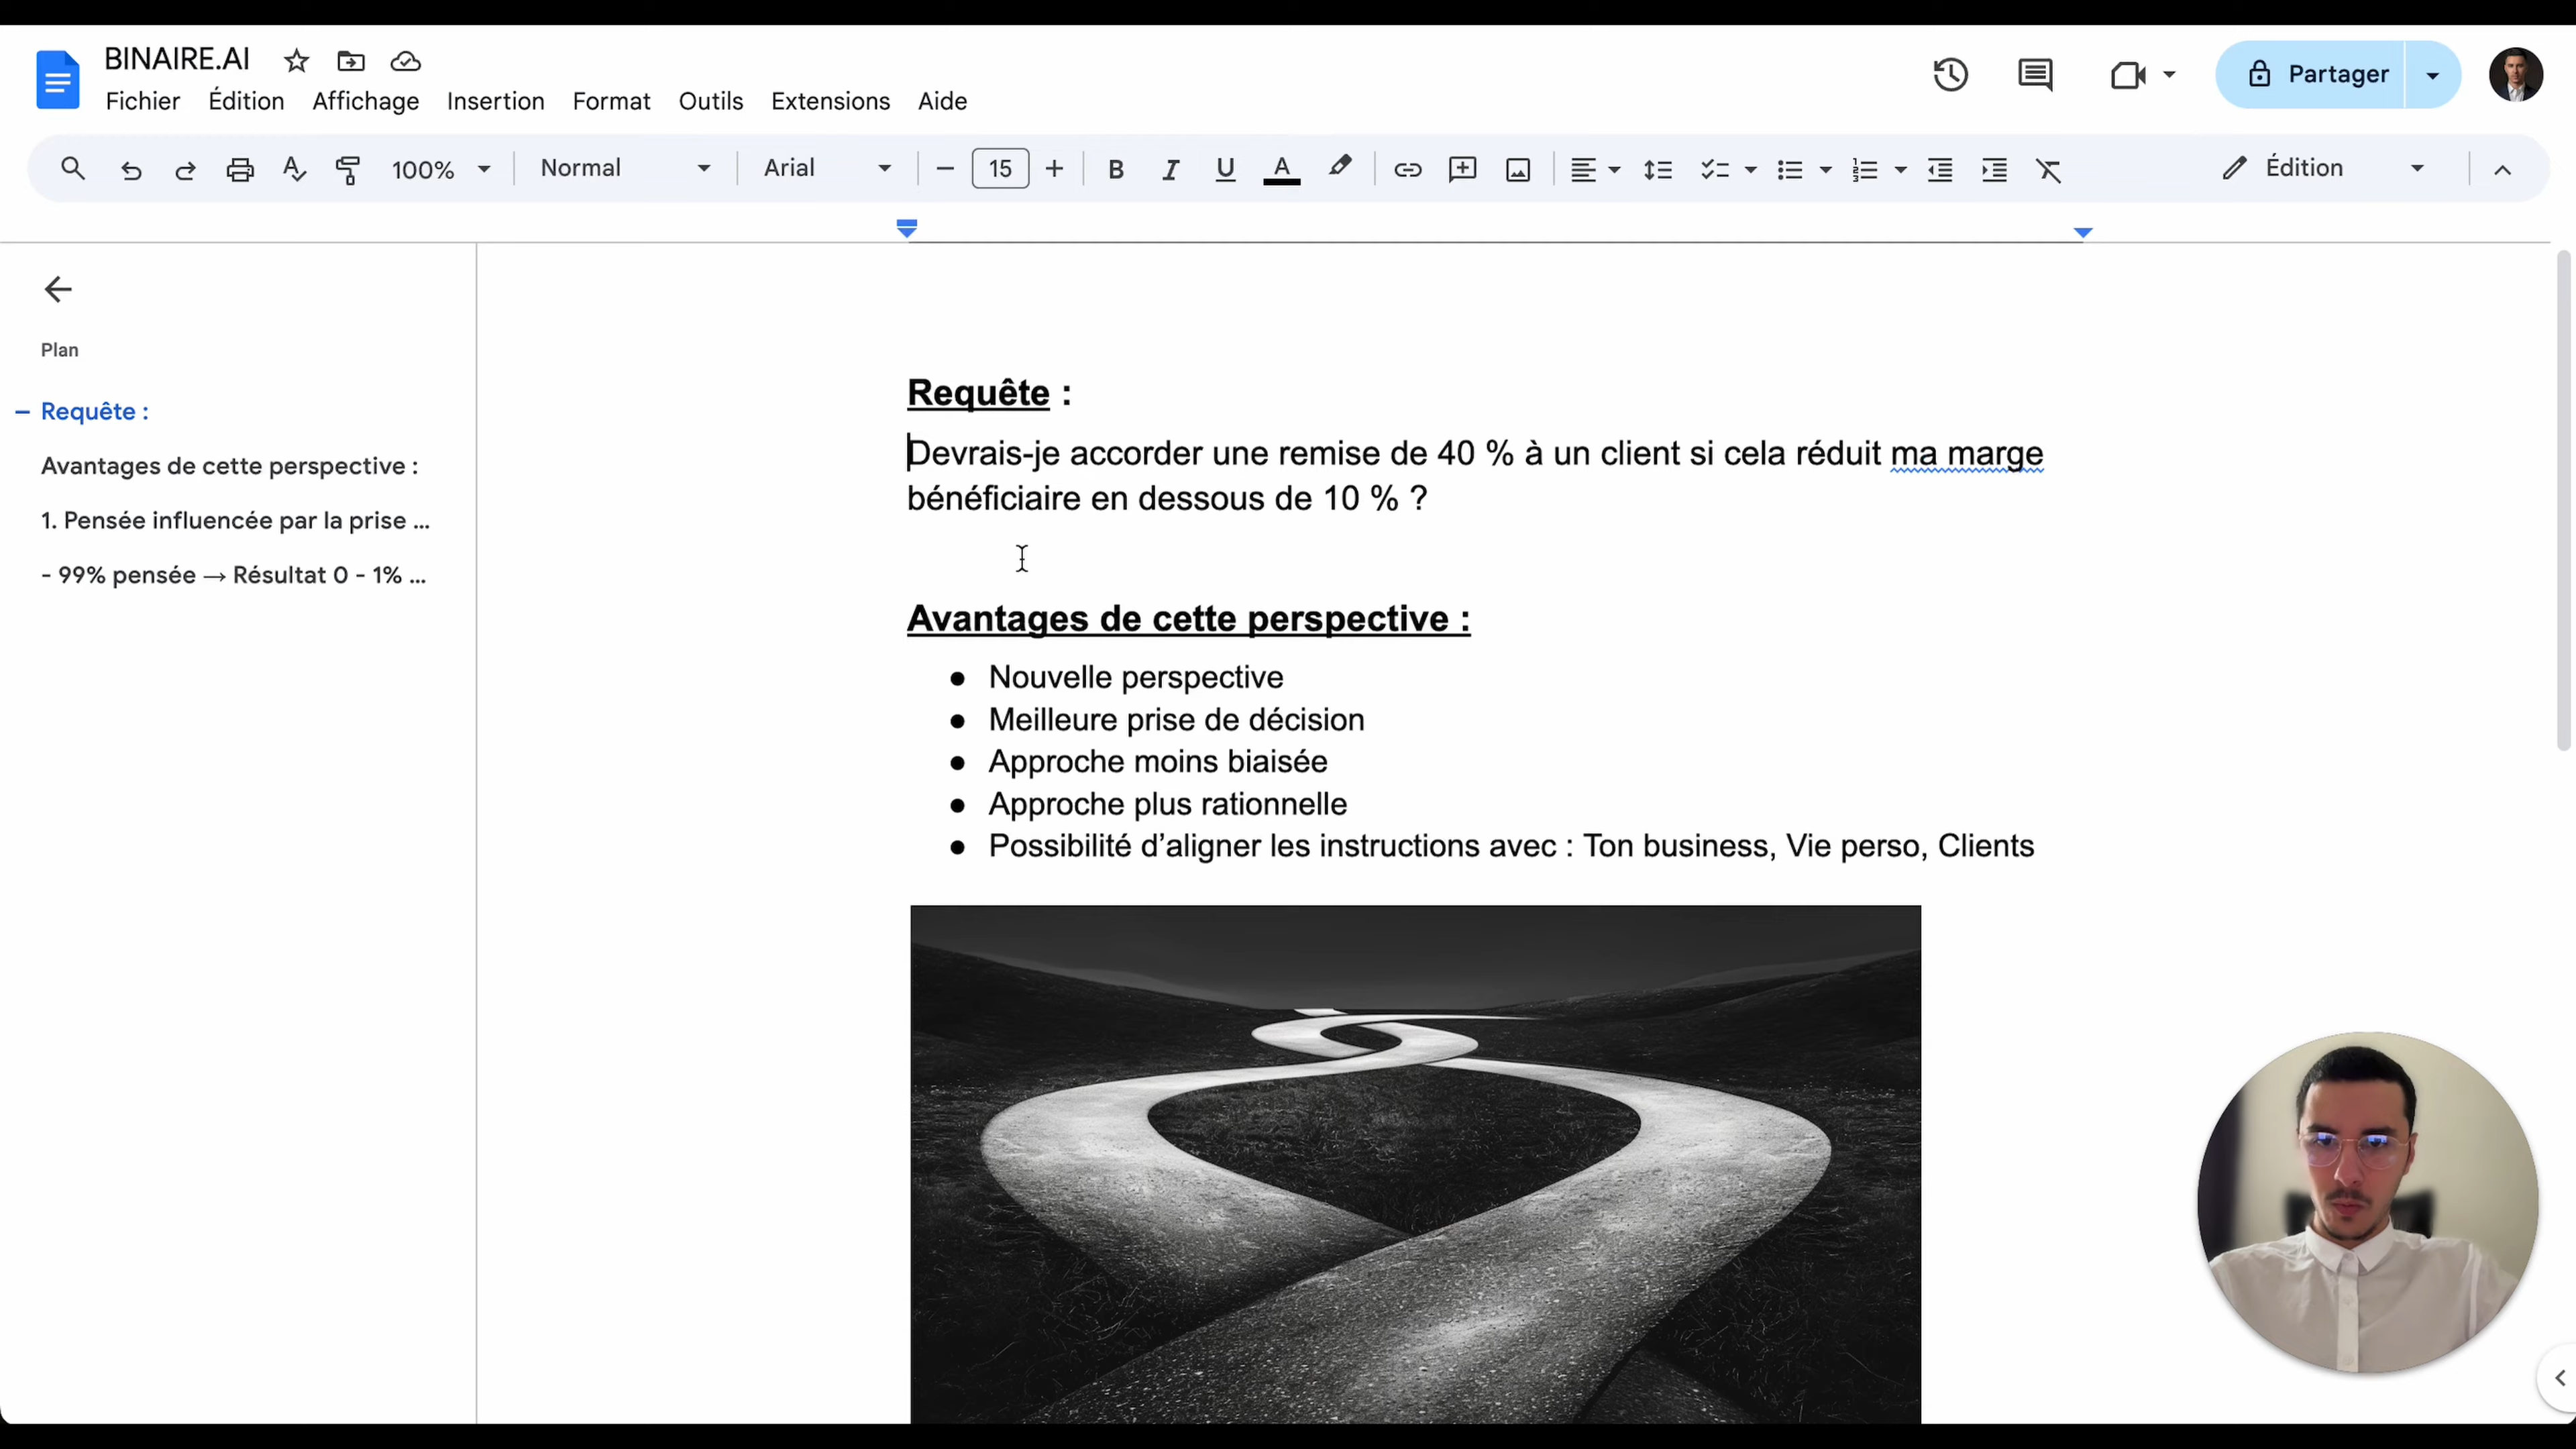 BINAIRE.AI
Fichier Édition Affichage Insertion Format Outils Extensions Aide
Partager
100% Normal Arial 15 B I U A Édition
Plan
Requête :
Avantages de cette perspective :
1. Pensée influencée par la prise ...
- 99% pensée → Résultat 0 - 1% ...
Requête :
Devrais-je accorder une remise de 40 % à un client si cela réduit ma marge
bénéficiaire en dessous de 10 % ?
Avantages de cette perspective :
● Nouvelle perspective
● Meilleure prise de décision
● Approche moins biaisée
● Approche plus rationnelle
● Possibilité d’aligner les instructions avec : Ton business, Vie perso, Clients